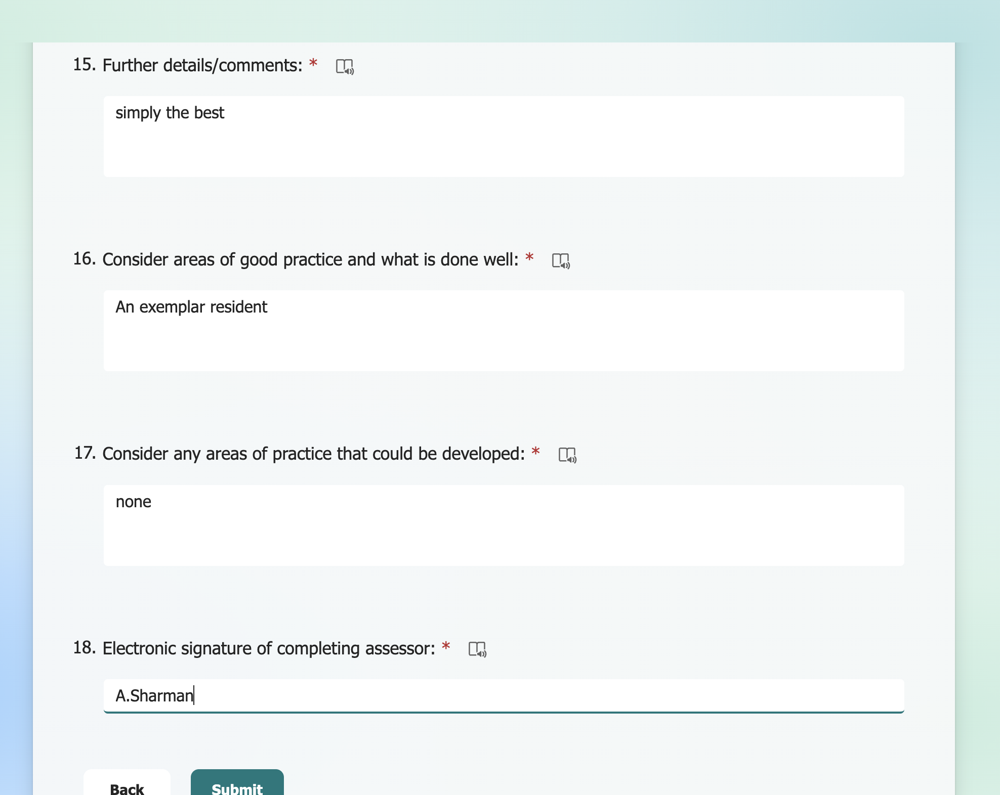 15. Further details/comments: *
simply the best
16. Consider areas of good practice and what is done well: *
An exemplar resident
17. Consider any areas of practice that could be developed: *
none
18. Electronic signature of completing assessor: *
A.Sharman
Back Submit